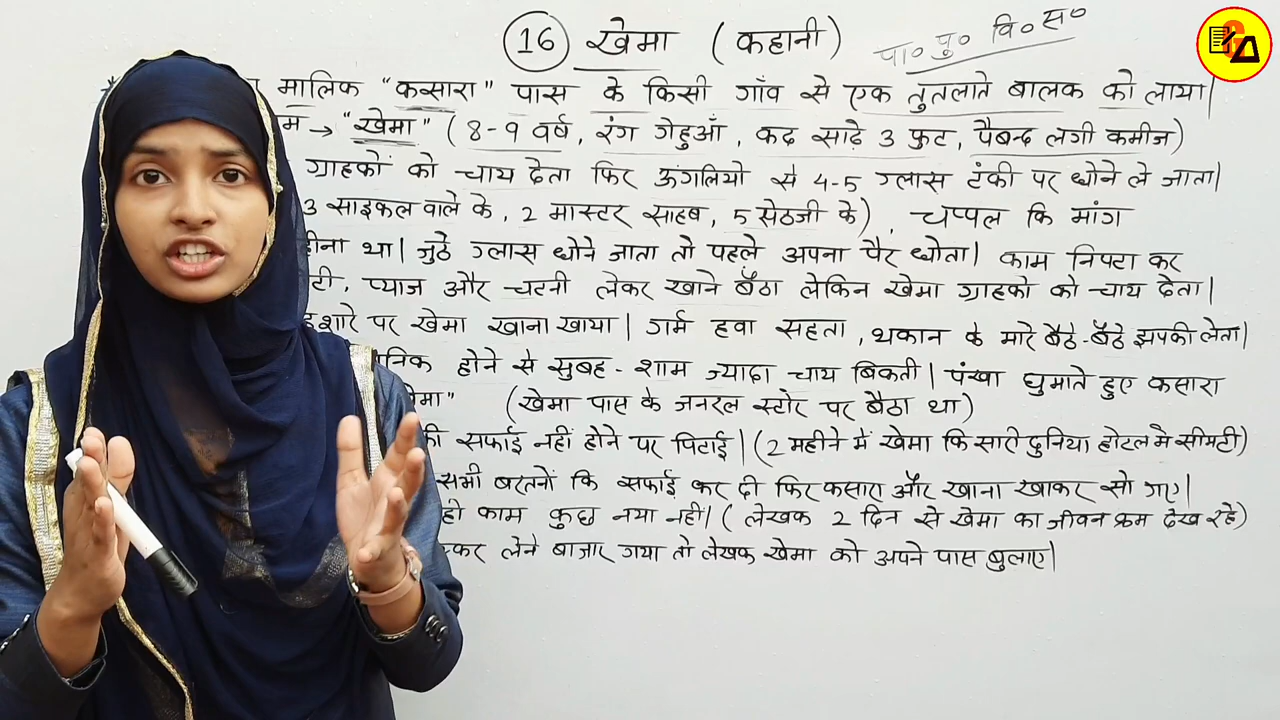 16 खेमा (कहानी) पा० पु० वि० स०
मालिक “कसारा” पास के किसी गाँव से एक तुतलाते बालक को लाया|
म → “खेमा” (8-9 वर्ष, रंग गेहुआँ, कद साढे 3 फुट, पैबन्द लगी कमीज)
ग्राहकों को चाय देता फिर ऊंगलियो से 4-5 ग्लास टंकी पर धोने ले जाता|
3 साइकल वाले के, 2 मास्टर साहब, 5 सेठजी के) चप्पल कि मांग
हीना था| जुठे ग्लास धोने जाता तो पहले अपना पैर धोता| काम निपटा कर
टी, प्याज और चटनी लेकर खाने बैठा लेकिन खेमा ग्राहको को चाय देता|
इशारे पर खेमा खाना खाया| गर्म हवा सहता, थकान के मारे बैठे-बैठे झपकी लेता|
निक होने से सुबह-शाम ज्यादा चाय बिकती| पंखा घुमाते हुए कसारा
खेमा” (खेमा पास के जनरल स्टोर पर बैठा था)
की सफाई नहीं होने पर पिटाई| (2 महीने में खेमा कि सारी दुनिया होटल मे सीमटी)
सभी बरतनों कि सफाई कर दी फिर कसारा और खाना खाकर सो गए|
हो काम कुछ नया नहीं| (लेखक 2 दिन से खेमा का जीवन क्रम देख रहे)
क्कर लेने बाजार गया तो लेखक खेमा को अपने पास बुलाए|